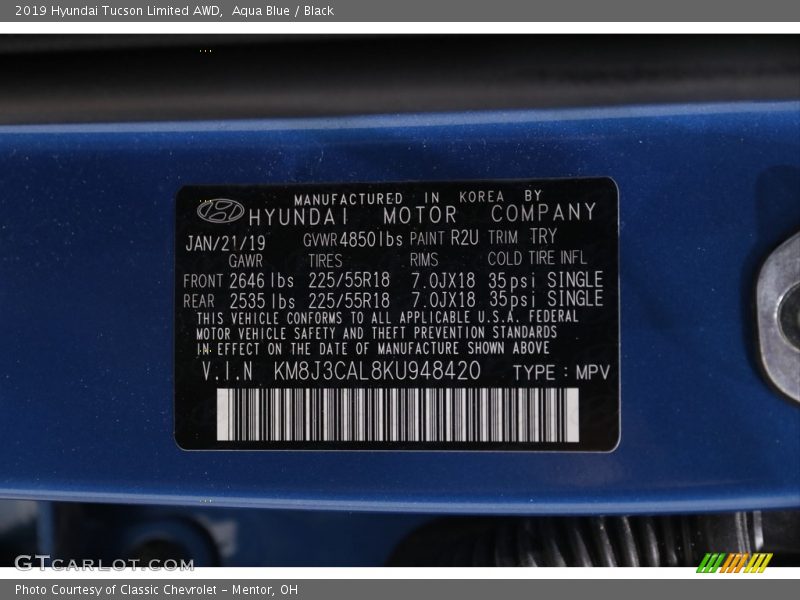 2019 Hyundai Tucson Limited AWD, Aqua Blue / Black
MANUFACTURED IN KOREA BY
HYUNDAI MOTOR COMPANY
JAN/21/19 GVWR 4850lbs PAINT R2U TRIM TRY
GAWR TIRES RIMS COLD TIRE INFL
FRONT 2646 lbs 225/55R18 7.0JX18 35psi SINGLE
REAR 2535 lbs 225/55R18 7.0JX18 35psi SINGLE
THIS VEHICLE CONFORMS TO ALL APPLICABLE U.S.A. FEDERAL
MOTOR VEHICLE SAFETY AND THEFT PREVENTION STANDARDS
IN EFFECT ON THE DATE OF MANUFACTURE SHOWN ABOVE
V.I.N KM8J3CAL8KU948420 TYPE : MPV
GTcarlot.com
Photo Courtesy of Classic Chevrolet - Mentor, OH